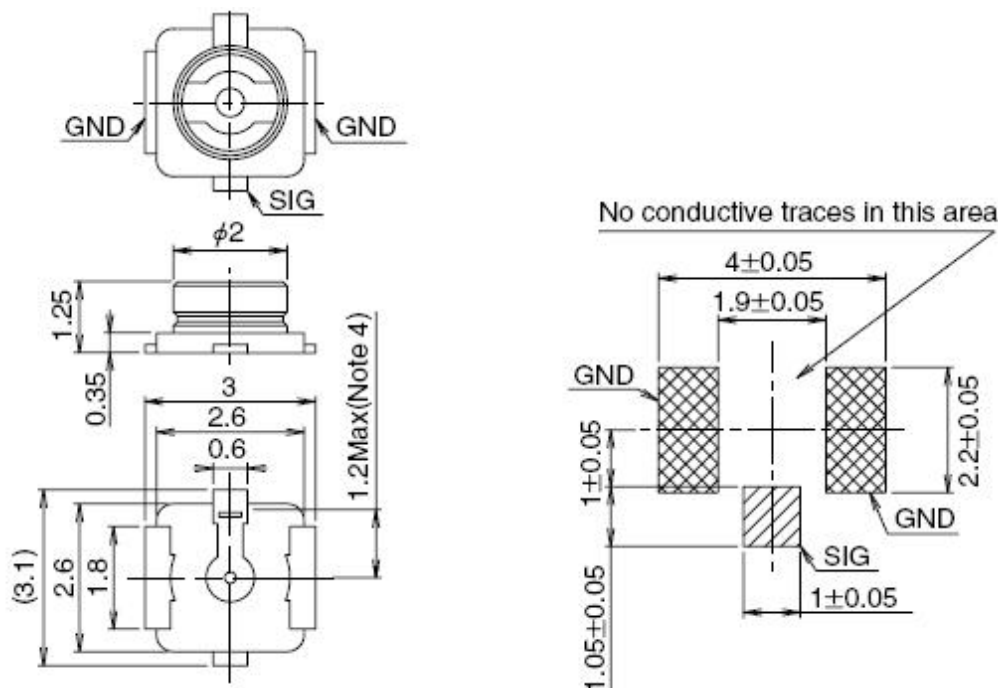 GND
GND
SIG
ϕ2
1.25
0.35
3
2.6
0.6
1.2Max(Note 4)
(3.1)
2.6
1.8
No conductive traces in this area
4±0.05
1.9±0.05
GND
1±0.05
2.2±0.05
GND
SIG
1.05±0.05
1±0.05